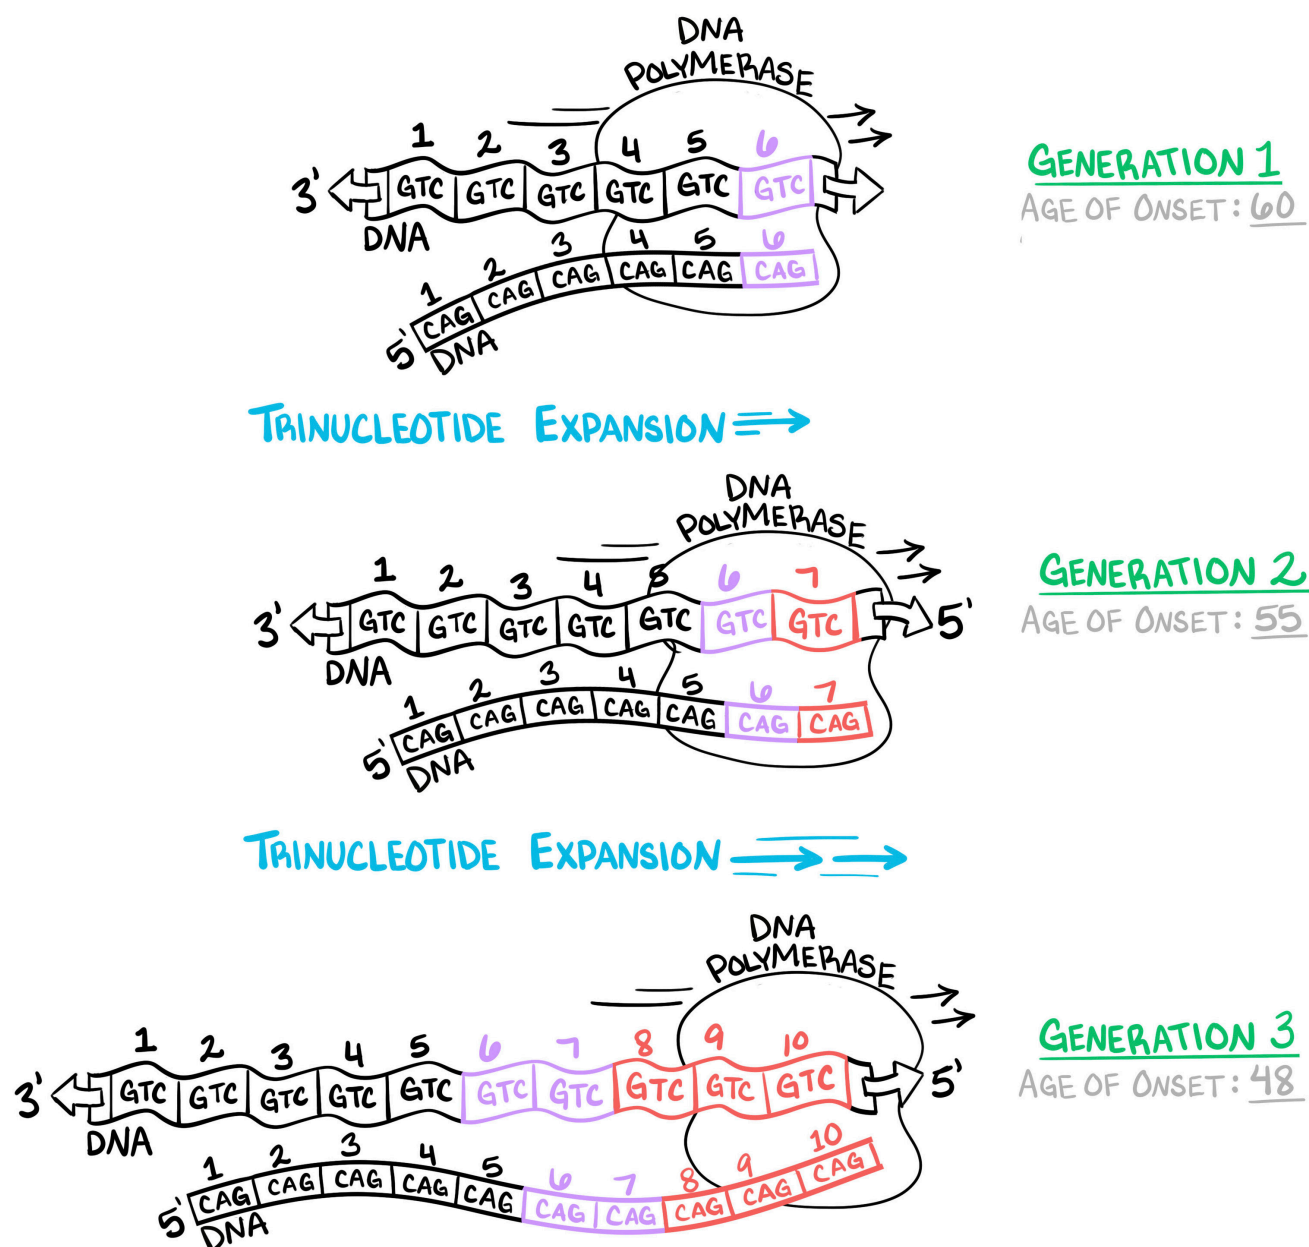 DNA
POLYMERASE
1 2 3 4 5 6
3' GTC GTC GTC GTC GTC GTC
DNA
1 2 3 4 5 6
5' CAG CAG CAG CAG CAG CAG
DNA
GENERATION 1
AGE OF ONSET: 60
TRINUCLEOTIDE EXPANSION
DNA
POLYMERASE
1 2 3 4 5 6 7
3' GTC GTC GTC GTC GTC GTC GTC 5'
DNA
1 2 3 4 5 6 7
5' CAG CAG CAG CAG CAG CAG CAG
DNA
GENERATION 2
AGE OF ONSET: 55
TRINUCLEOTIDE EXPANSION
DNA
POLYMERASE
1 2 3 4 5 6 7 8 9 10
3' GTC GTC GTC GTC GTC GTC GTC GTC GTC GTC 5'
DNA
1 2 3 4 5 6 7 8 9 10
5' CAG CAG CAG CAG CAG CAG CAG CAG CAG CAG
DNA
GENERATION 3
AGE OF ONSET: 48